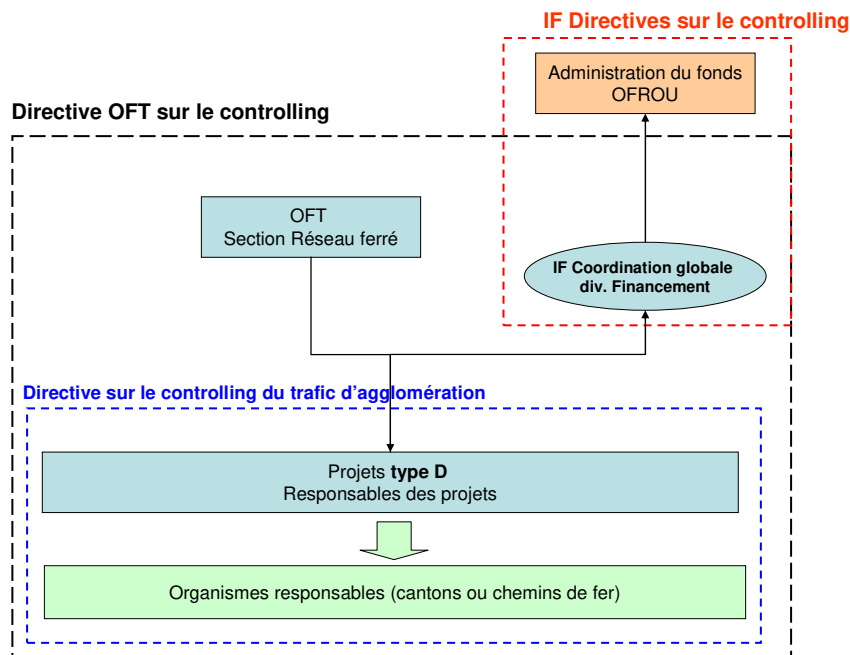 IF Directives sur le controlling
Administration du fonds
OFROU
Directive OFT sur le controlling
OFT
Section Réseau ferré
IF Coordination globale
div. Financement
Directive sur le controlling du trafic d’agglomération
Projets type D
Responsables des projets
Organismes responsables (cantons ou chemins de fer)